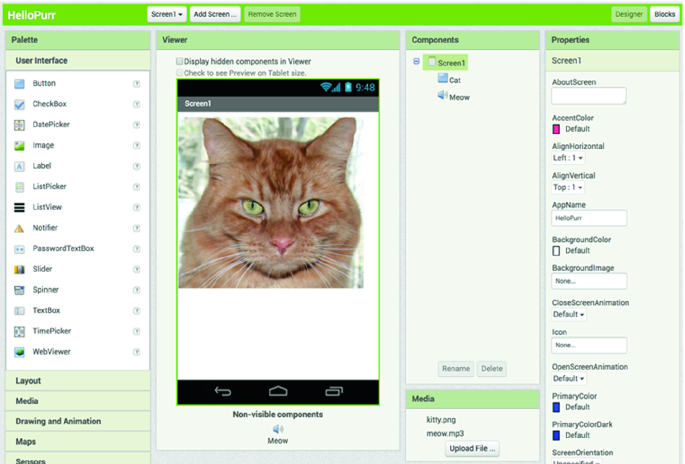 HelloPurr
Screen1
Add Screen ...
Remove Screen
Designer
Blocks
Palette
User Interface
Button
?
CheckBox
?
DatePicker
?
Image
?
Label
?
ListPicker
?
ListView
?
Notifier
?
PasswordTextBox
?
Slider
?
Spinner
?
TextBox
?
TimePicker
?
WebViewer
?
Layout
Media
Drawing and Animation
Maps
Sensors
Viewer
Display hidden components in Viewer
Check to see Preview on Tablet size.
9:48
Screen1
Non-visible components
Meow
Components
Screen1
Cat
Meow
Rename
Delete
Media
kitty.png
meow.mp3
Upload File ...
Properties
Screen1
AboutScreen
AccentColor
Default
AlignHorizontal
Left : 1
AlignVertical
Top : 1
AppName
HelloPurr
BackgroundColor
Default
BackgroundImage
None...
CloseScreenAnimation
Default
Icon
None...
OpenScreenAnimation
Default
PrimaryColor
Default
PrimaryColorDark
Default
ScreenOrientation
Unspecified